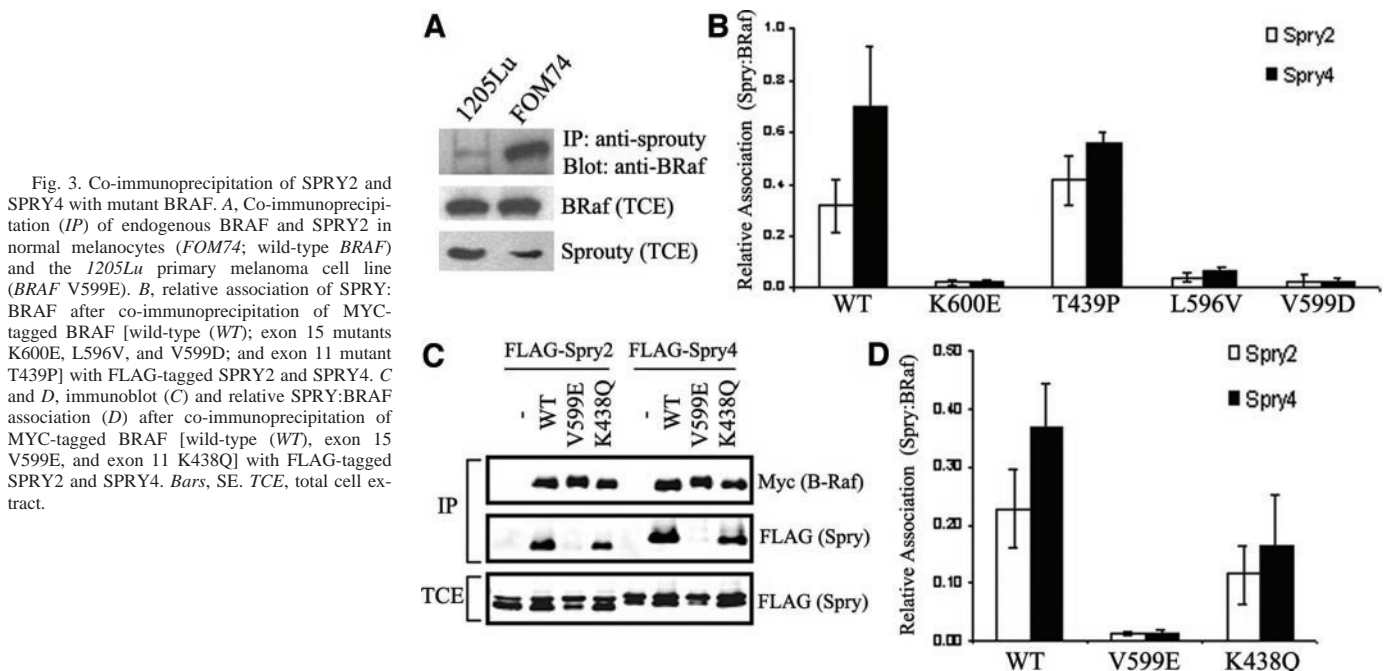 Fig. 3. Co-immunoprecipitation of SPRY2 and
SPRY4 with mutant BRAF. A, Co-immunoprecipi-
tation (IP) of endogenous BRAF and SPRY2 in
normal melanocytes (FOM74; wild-type BRAF)
and the 1205Lu primary melanoma cell line
(BRAF V599E). B, relative association of SPRY:
BRAF after co-immunoprecipitation of MYC-
tagged BRAF [wild-type (WT); exon 15 mutants
K600E, L596V, and V599D; and exon 11 mutant
T439P] with FLAG-tagged SPRY2 and SPRY4. C
and D, immunoblot (C) and relative SPRY:BRAF
association (D) after co-immunoprecipitation of
MYC-tagged BRAF [wild-type (WT), exon 15
V599E, and exon 11 K438Q] with FLAG-tagged
SPRY2 and SPRY4. Bars, SE. TCE, total cell ex-
tract.
A
1205Lu
FOM74
IP: anti-sprouty
Blot: anti-BRaf
BRaf (TCE)
Sprouty (TCE)
B
Relative Association (Spry:BRaf)
1.0
0.8
0.6
0.4
0.2
0.0
WT K600E T439P L596V V599D
Spry2
Spry4
C
FLAG-Spry2 FLAG-Spry4
- WT V599E K438Q - WT V599E K438Q
IP
Myc (B-Raf)
FLAG (Spry)
TCE
FLAG (Spry)
D
Relative Association (Spry:BRaf)
0.50
0.40
0.30
0.20
0.10
0.00
WT V599E K438Q
Spry2
Spry4